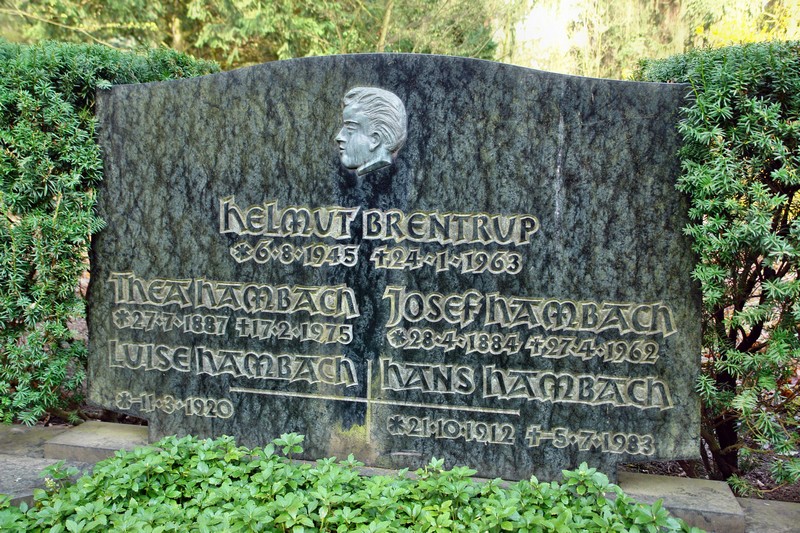 HELMUT BRENTRUP
*6·8·1945 †24·1·1963
THEA HAMBACH
*27·7·1887 †17·2·1975
JOSEF HAMBACH
*28·4·1884 †27·4·1962
LUISE HAMBACH
*·11·3·1920
HANS HAMBACH
*21·10·1912 †·5·7·1983